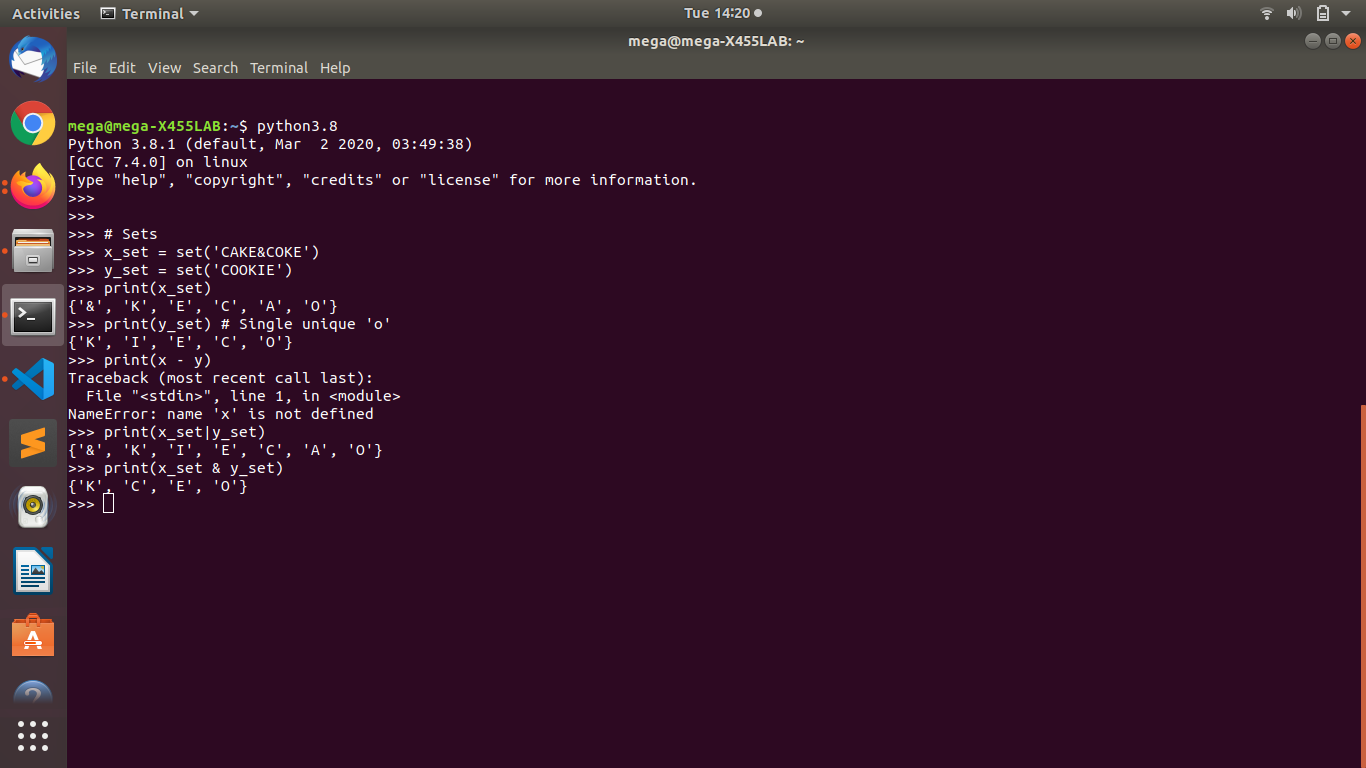 Activities Terminal Tue 14:20
mega@mega-X455LAB: ~
File Edit View Search Terminal Help
mega@mega-X455LAB:~$ python3.8
Python 3.8.1 (default, Mar  2 2020, 03:49:38)
[GCC 7.4.0] on linux
Type "help", "copyright", "credits" or "license" for more information.
>>>
>>>
>>> # Sets
>>> x_set = set('CAKE&COKE')
>>> y_set = set('COOKIE')
>>> print(x_set)
{'&', 'K', 'E', 'C', 'A', 'O'}
>>> print(y_set) # Single unique 'o'
{'K', 'I', 'E', 'C', 'O'}
>>> print(x - y)
Traceback (most recent call last):
  File "<stdin>", line 1, in <module>
NameError: name 'x' is not defined
>>> print(x_set|y_set)
{'&', 'K', 'I', 'E', 'C', 'A', 'O'}
>>> print(x_set & y_set)
{'K', 'C', 'E', 'O'}
>>>